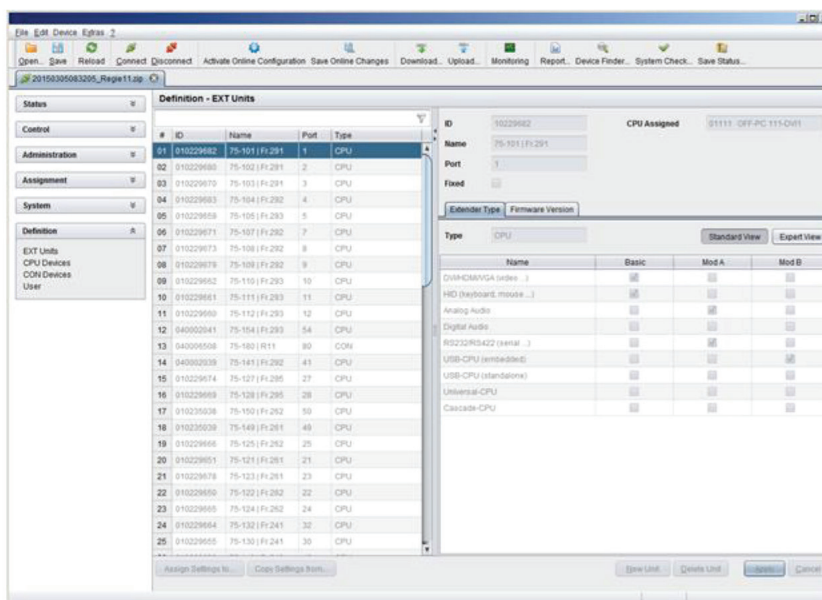 File Edit Device Extras ?
Open... Save Reload Connect Disconnect Activate Online Configuration Save Online Changes Download... Upload... Monitoring Report... Device Finder... System Check... Save Status...
20150305083205_Regie11.zip
Status
Control
Administration
Assignment
System
Definition
EXT Units
CPU Devices
CON Devices
User
Definition - EXT Units
# ID Name Port Type
01 010229682 75-101 | Fr.291 1 CPU
02 010229680 75-102 | Fr.291 2 CPU
03 010229670 75-103 | Fr.291 3 CPU
04 010229683 75-104 | Fr.292 4 CPU
05 010229659 75-105 | Fr.293 5 CPU
06 010229671 75-107 | Fr.292 7 CPU
07 010229673 75-108 | Fr.292 8 CPU
08 010229679 75-109 | Fr.292 9 CPU
09 010229662 75-110 | Fr.293 10 CPU
10 010229661 75-111 | Fr.293 11 CPU
11 010229660 75-112 | Fr.293 12 CPU
12 040002041 75-154 | Fr.293 54 CPU
13 040006508 75-180 | R11 80 CON
14 040002039 75-141 | Fr.292 41 CPU
15 010229674 75-127 | Fr.295 27 CPU
16 010229669 75-128 | Fr.295 28 CPU
17 010235038 75-150 | Fr.262 50 CPU
18 010235039 75-149 | Fr.261 49 CPU
19 010229666 75-125 | Fr.262 25 CPU
20 010229651 75-121 | Fr.261 21 CPU
21 010229678 75-123 | Fr.261 23 CPU
22 010229650 75-122 | Fr.262 22 CPU
23 010229665 75-124 | Fr.262 24 CPU
24 010229664 75-132 | Fr.241 32 CPU
25 010229655 75-130 | Fr.241 30 CPU
Assign Settings to... Copy Settings from...
ID 10229682 CPU Assigned 01111 OFF-PC 111-DVI1
Name 75-101 | Fr.291
Port 1
Fixed
Extender Type Firmware Version
Type CPU Standard View Expert View
Name Basic Mod A Mod B
DVI/HDMI/VGA (video ...)
HID (keyboard, mouse ...)
Analog Audio
Digital Audio
RS232/RS422 (serial ...)
USB-CPU (embedded)
USB-CPU (standalone)
Universal-CPU
Cascade-CPU
New Unit Delete Unit Apply Cancel